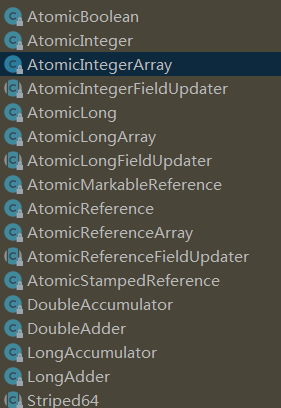 AtomicBoolean
AtomicInteger
AtomicIntegerArray
AtomicIntegerFieldUpdater
AtomicLong
AtomicLongArray
AtomicLongFieldUpdater
AtomicMarkableReference
AtomicReference
AtomicReferenceArray
AtomicReferenceFieldUpdater
AtomicStampedReference
DoubleAccumulator
DoubleAdder
LongAccumulator
LongAdder
Striped64